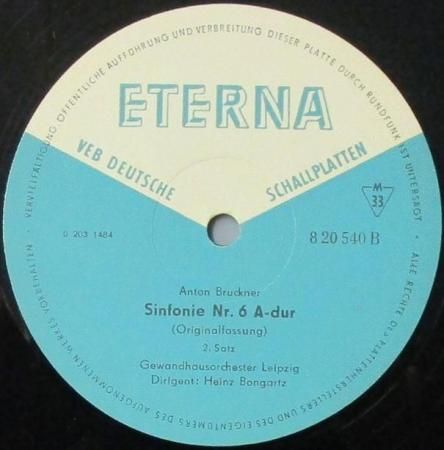 VERVIELFÄLTIGUNG, ÖFFENTLICHE AUFFÜHRUNG UND VERBREITUNG DIESER PLATTE DURCH RUNDFUNK IST UNTERSAGT · ALLE RECHTE DES PLATTENHERSTELLERS UND DES EIGENTÜMERS DES AUFGENOMMENEN WERKES VORBEHALTEN ·
ETERNA
VEB DEUTSCHE SCHALLPLATTEN
M
33
0 203 1484
8 20 540 B
Anton Bruckner
Sinfonie Nr. 6 A-dur
(Originalfassung)
2. Satz
Gewandhausorchester Leipzig
Dirigent: Heinz Bongartz